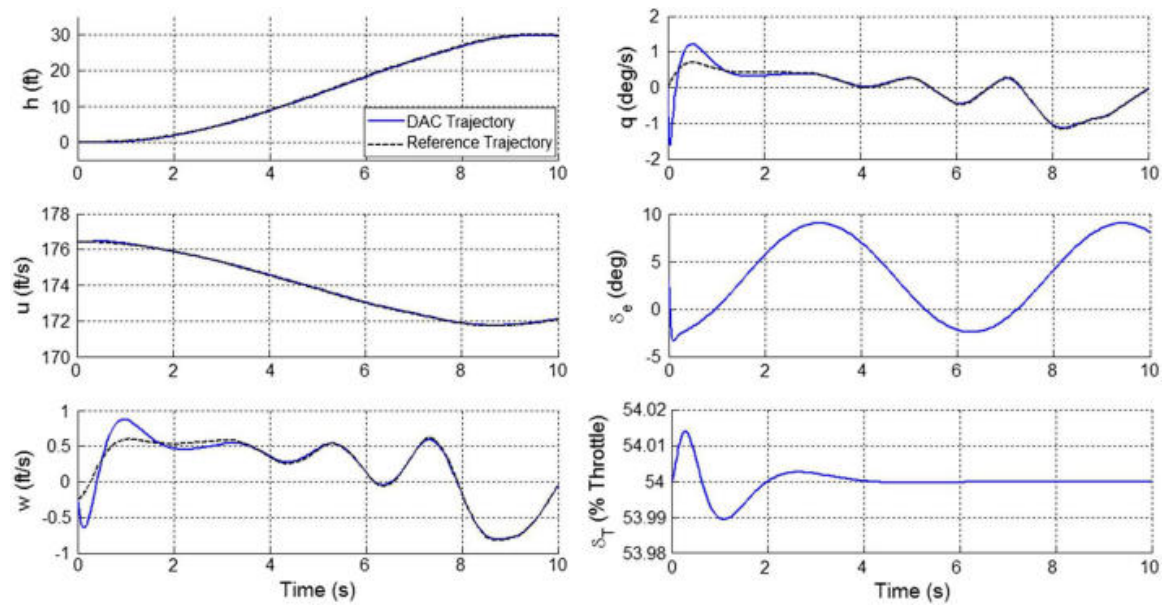 30
20
10
0
h (ft)
DAC Trajectory
Reference Trajectory
0 2 4 6 8 10
2
1
0
-1
-2
q (deg/s)
0 2 4 6 8 10
178
176
174
172
170
u (ft/s)
0 2 4 6 8 10
10
5
0
-5
δe (deg)
0 2 4 6 8 10
1
0.5
0
-0.5
-1
w (ft/s)
0 2 4 6 8 10
Time (s)
54.02
54.01
54
53.99
53.98
δT (% Throttle)
0 2 4 6 8 10
Time (s)